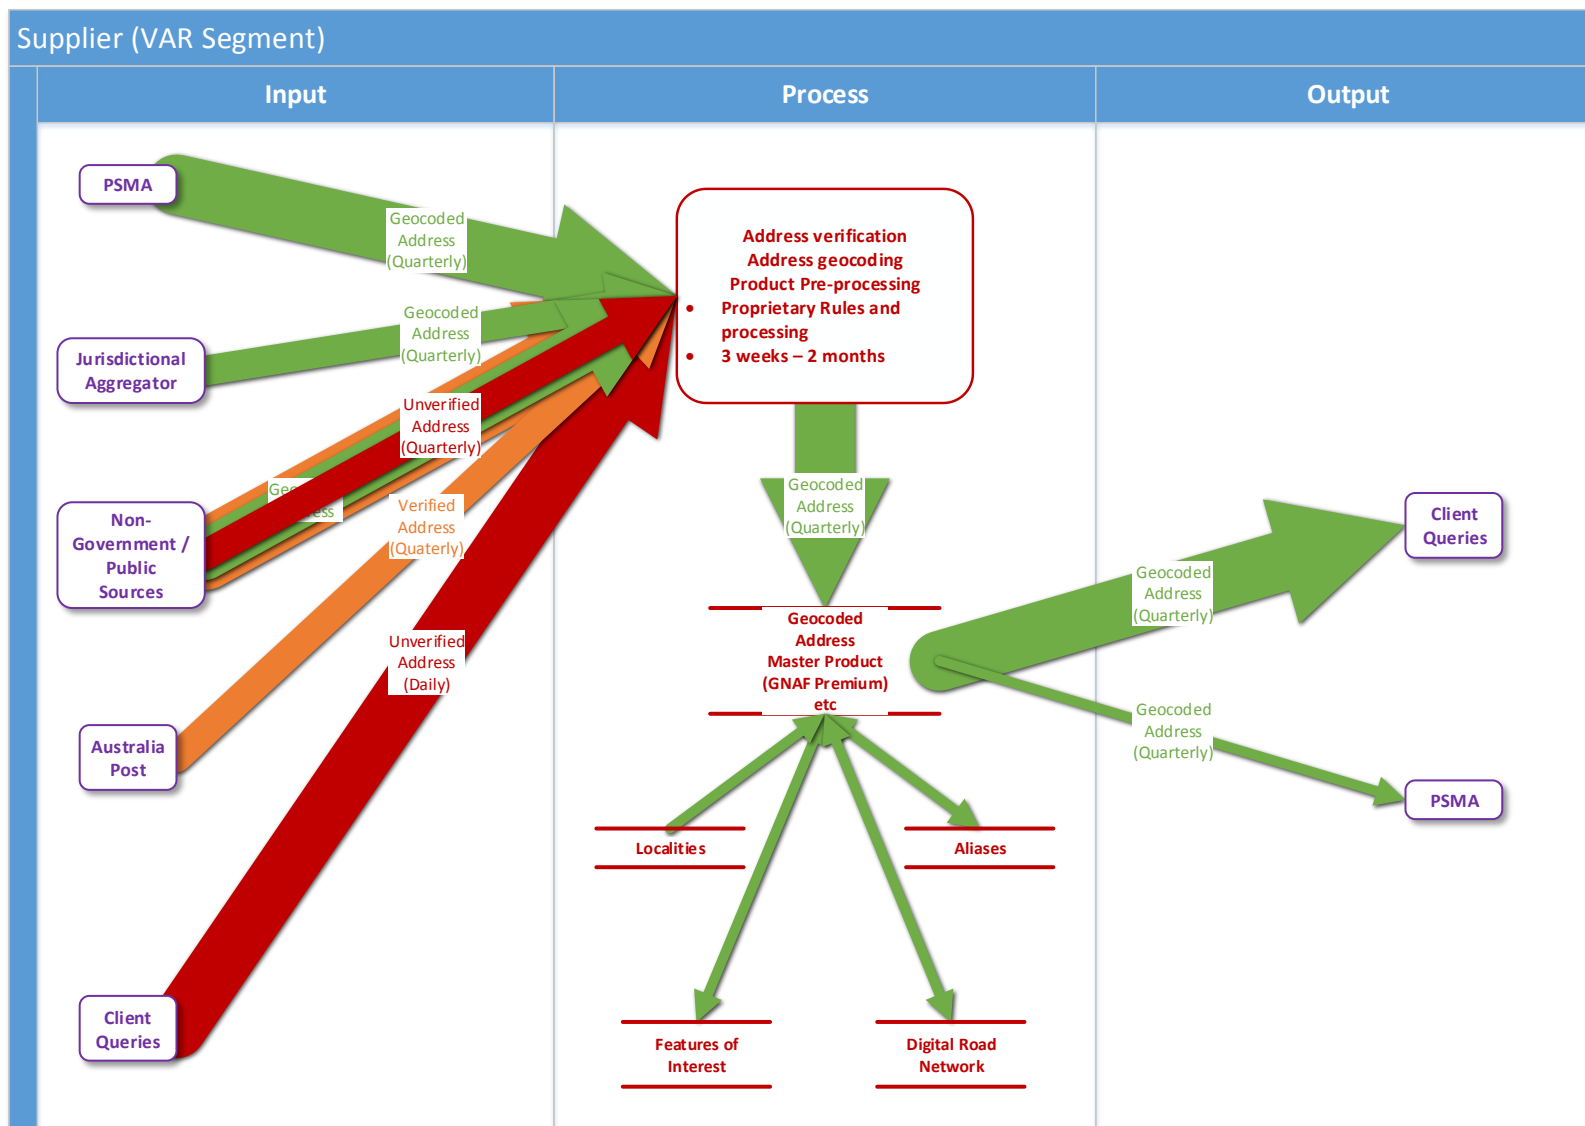 Supplier (VAR Segment)
Input
Process
Output
PSMA
Geocoded
Address
(Quarterly)
Jurisdictional
Aggregator
Geocoded
Address
(Quarterly)
Non-
Government /
Public
Sources
Unverified
Address
(Quarterly)
Verified
Address
(Quaterly)
Australia
Post
Unverified
Address
(Daily)
Client
Queries
Address verification
Address geocoding
Product Pre-processing
• Proprietary Rules and
processing
• 3 weeks – 2 months
Geocoded
Address
(Quarterly)
Geocoded
Address
Master Product
(GNAF Premium)
etc
Localities
Aliases
Features of
Interest
Digital Road
Network
Geocoded
Address
(Quarterly)
Client
Queries
Geocoded
Address
(Quarterly)
PSMA